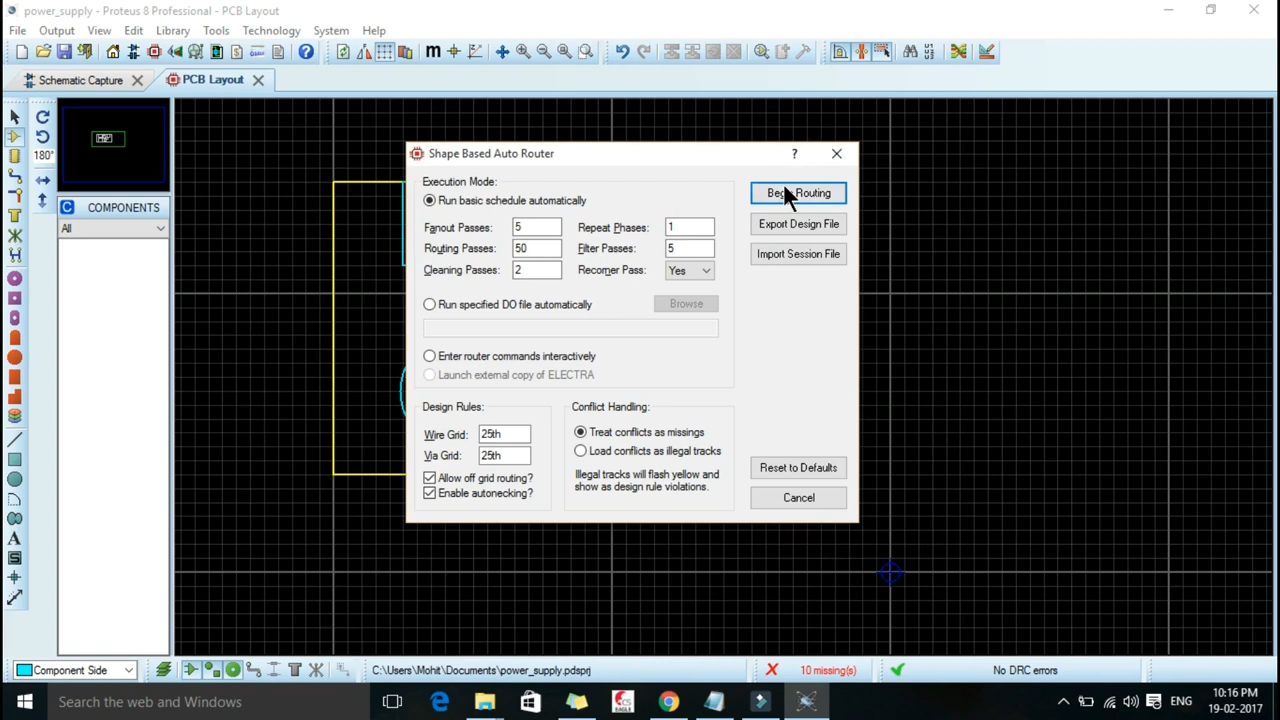 power_supply - Proteus 8 Professional - PCB Layout
File Output View Edit Library Tools Technology System Help
Schematic Capture PCB Layout
180°
C COMPONENTS
All
Shape Based Auto Router
Execution Mode:
Run basic schedule automatically
Begin Routing
Fanout Passes: 5 Repeat Phases: 1
Export Design File
Routing Passes: 50 Filter Passes: 5
Import Session File
Cleaning Passes: 2 Recorner Pass: Yes
Run specified DO file automatically Browse
Enter router commands interactively
Launch external copy of ELECTRA
Design Rules: Conflict Handling:
Wire Grid: 25th
Treat conflicts as missings
Via Grid: 25th
Load conflicts as illegal tracks
Allow off grid routing?
Enable autonecking?
Illegal tracks will flash yellow and
show as design rule violations.
Reset to Defaults
Cancel
Component Side
C:\Users\Mohit\Documents\power_supply.pdsprj
10 missing(s)
No DRC errors
Search the web and Windows
EAGLE
ENG
10:16 PM
19-02-2017